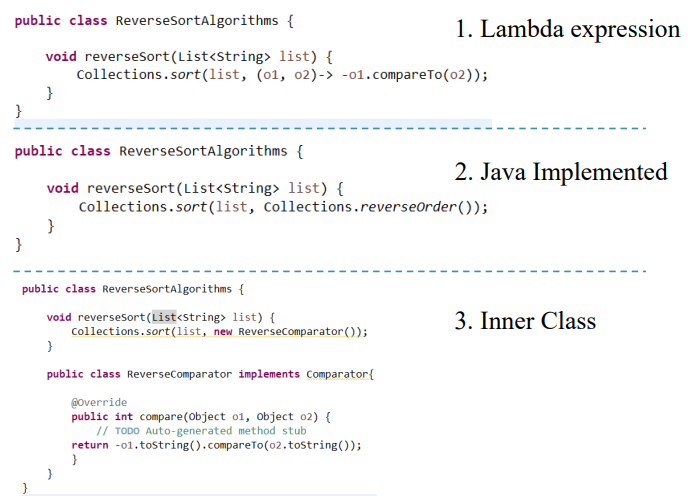 public class ReverseSortAlgorithms {
1. Lambda expression
void reverseSort(List<String> list) {
Collections.sort(list, (o1, o2)-> -o1.compareTo(o2));
}
}
public class ReverseSortAlgorithms {
2. Java Implemented
void reverseSort(List<String> list) {
Collections.sort(list, Collections.reverseOrder());
}
}
public class ReverseSortAlgorithms {
3. Inner Class
void reverseSort(List<String> list) {
Collections.sort(list, new ReverseComparator());
}
public class ReverseComparator implements Comparator{
@Override
public int compare(Object o1, Object o2) {
// TODO Auto-generated method stub
return -o1.toString().compareTo(o2.toString());
}
}
}